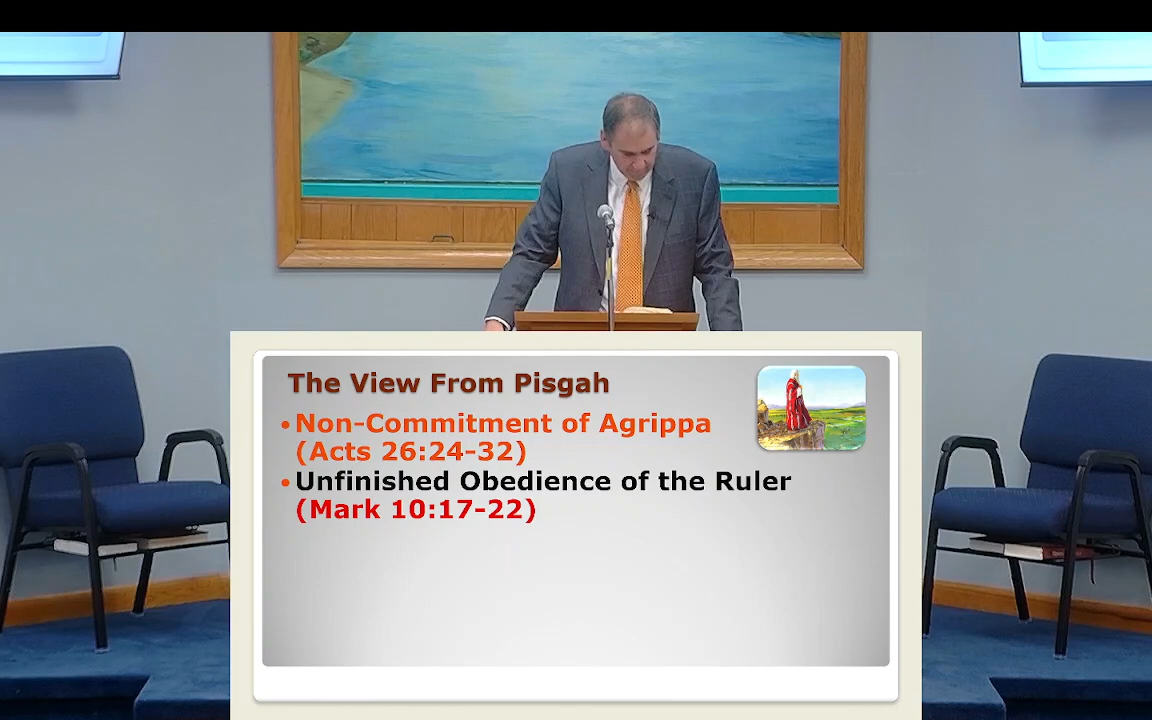 The View From Pisgah
•Non-Commitment of Agrippa
(Acts 26:24-32)
•Unfinished Obedience of the Ruler
(Mark 10:17-22)